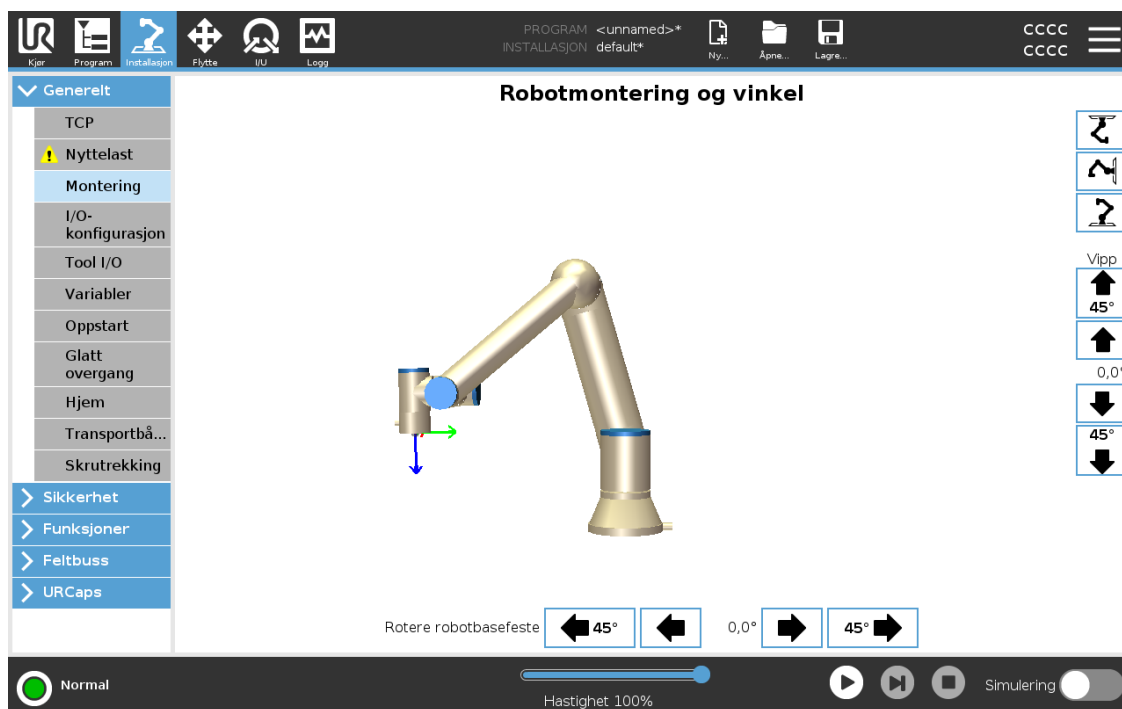 UR
PROGRAM <unnamed>*
INSTALLASJON default*
CCCC
CCCC
Kjør Program Installasjon Flytte I/U Logg Ny... Åpne... Lagre...
Generelt
Robotmontering og vinkel
TCP
Nyttelast
Montering
I/O-
konfigurasjon
Tool I/O
Variabler
Oppstart
Glatt
overgang
Hjem
Transportbå...
Skrutrekking
Sikkerhet
Funksjoner
Feltbuss
URCaps
Vipp
45°
0,0°
45°
Rotere robotbasefeste 45° 0,0° 45°
Normal
Hastighet 100%
Simulering